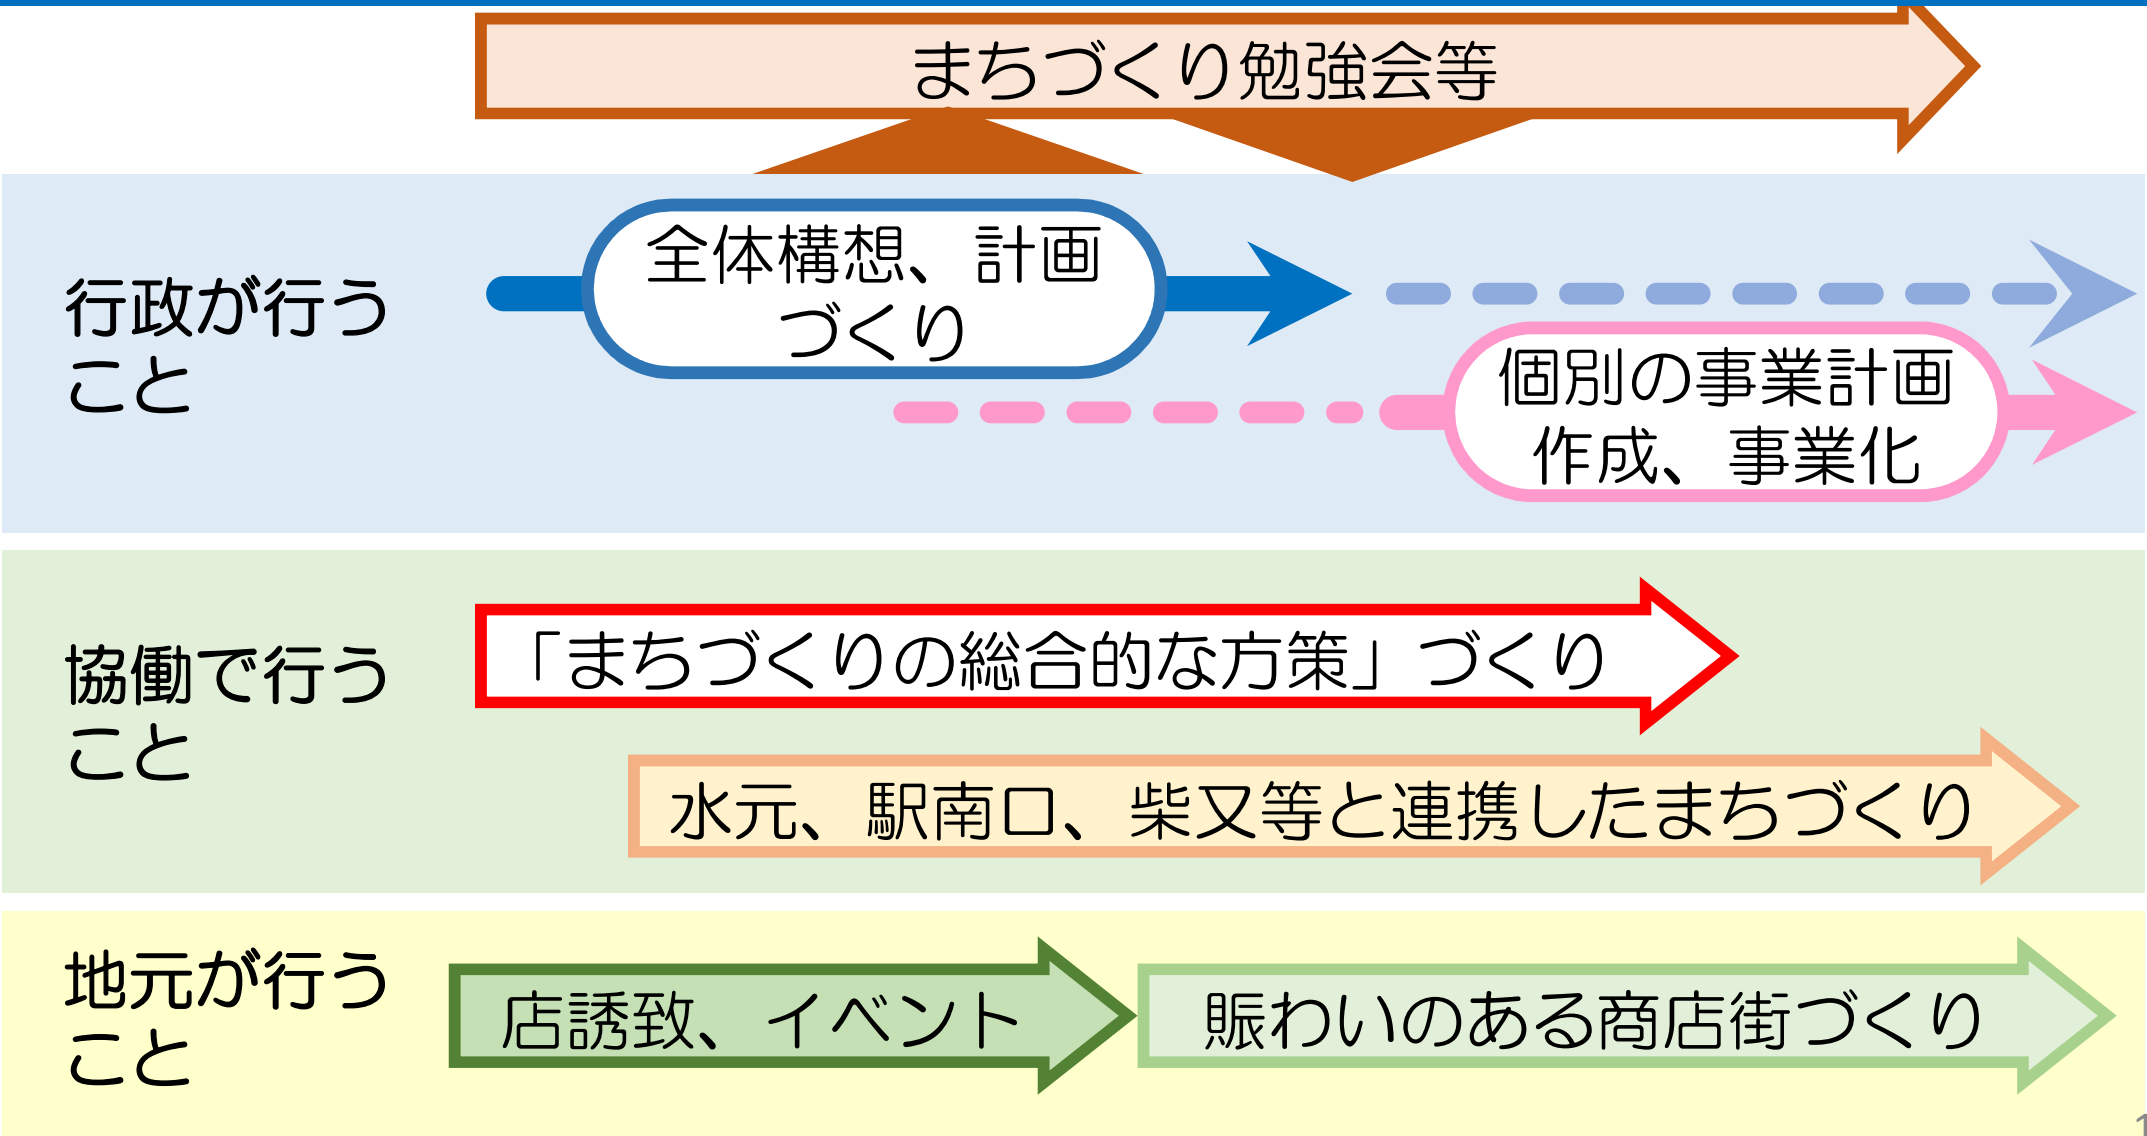 まちづくり勉強会等
行政が行う
こと
全体構想、計画
づくり
個別の事業計画
作成、事業化
協働で行う
こと
「まちづくりの総合的な方策」づくり
水元、駅南口、柴又等と連携したまちづくり
地元が行う
こと
店誘致、イベント
賑わいのある商店街づくり